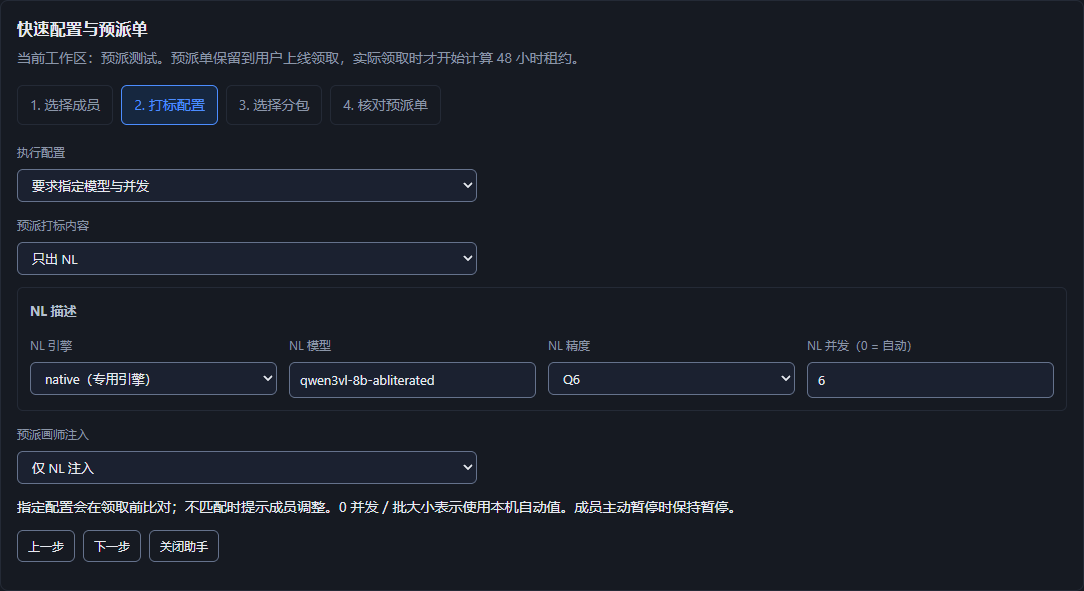 快速配置与预派单
当前工作区：预派测试。预派单保留到用户上线领取，实际领取时才开始计算 48 小时租约。
1. 选择成员 2. 打标配置 3. 选择分包 4. 核对预派单
执行配置
要求指定模型与并发
预派打标内容
只出 NL
NL 描述
NL 引擎 NL 模型 NL 精度 NL 并发（0 = 自动）
native（专用引擎） qwen3vl-8b-abliterated Q6 6
预派画师注入
仅 NL 注入
指定配置会在领取前比对；不匹配时提示成员调整。0 并发 / 批大小表示使用本机自动值。成员主动暂停时保持暂停。
上一步 下一步 关闭助手